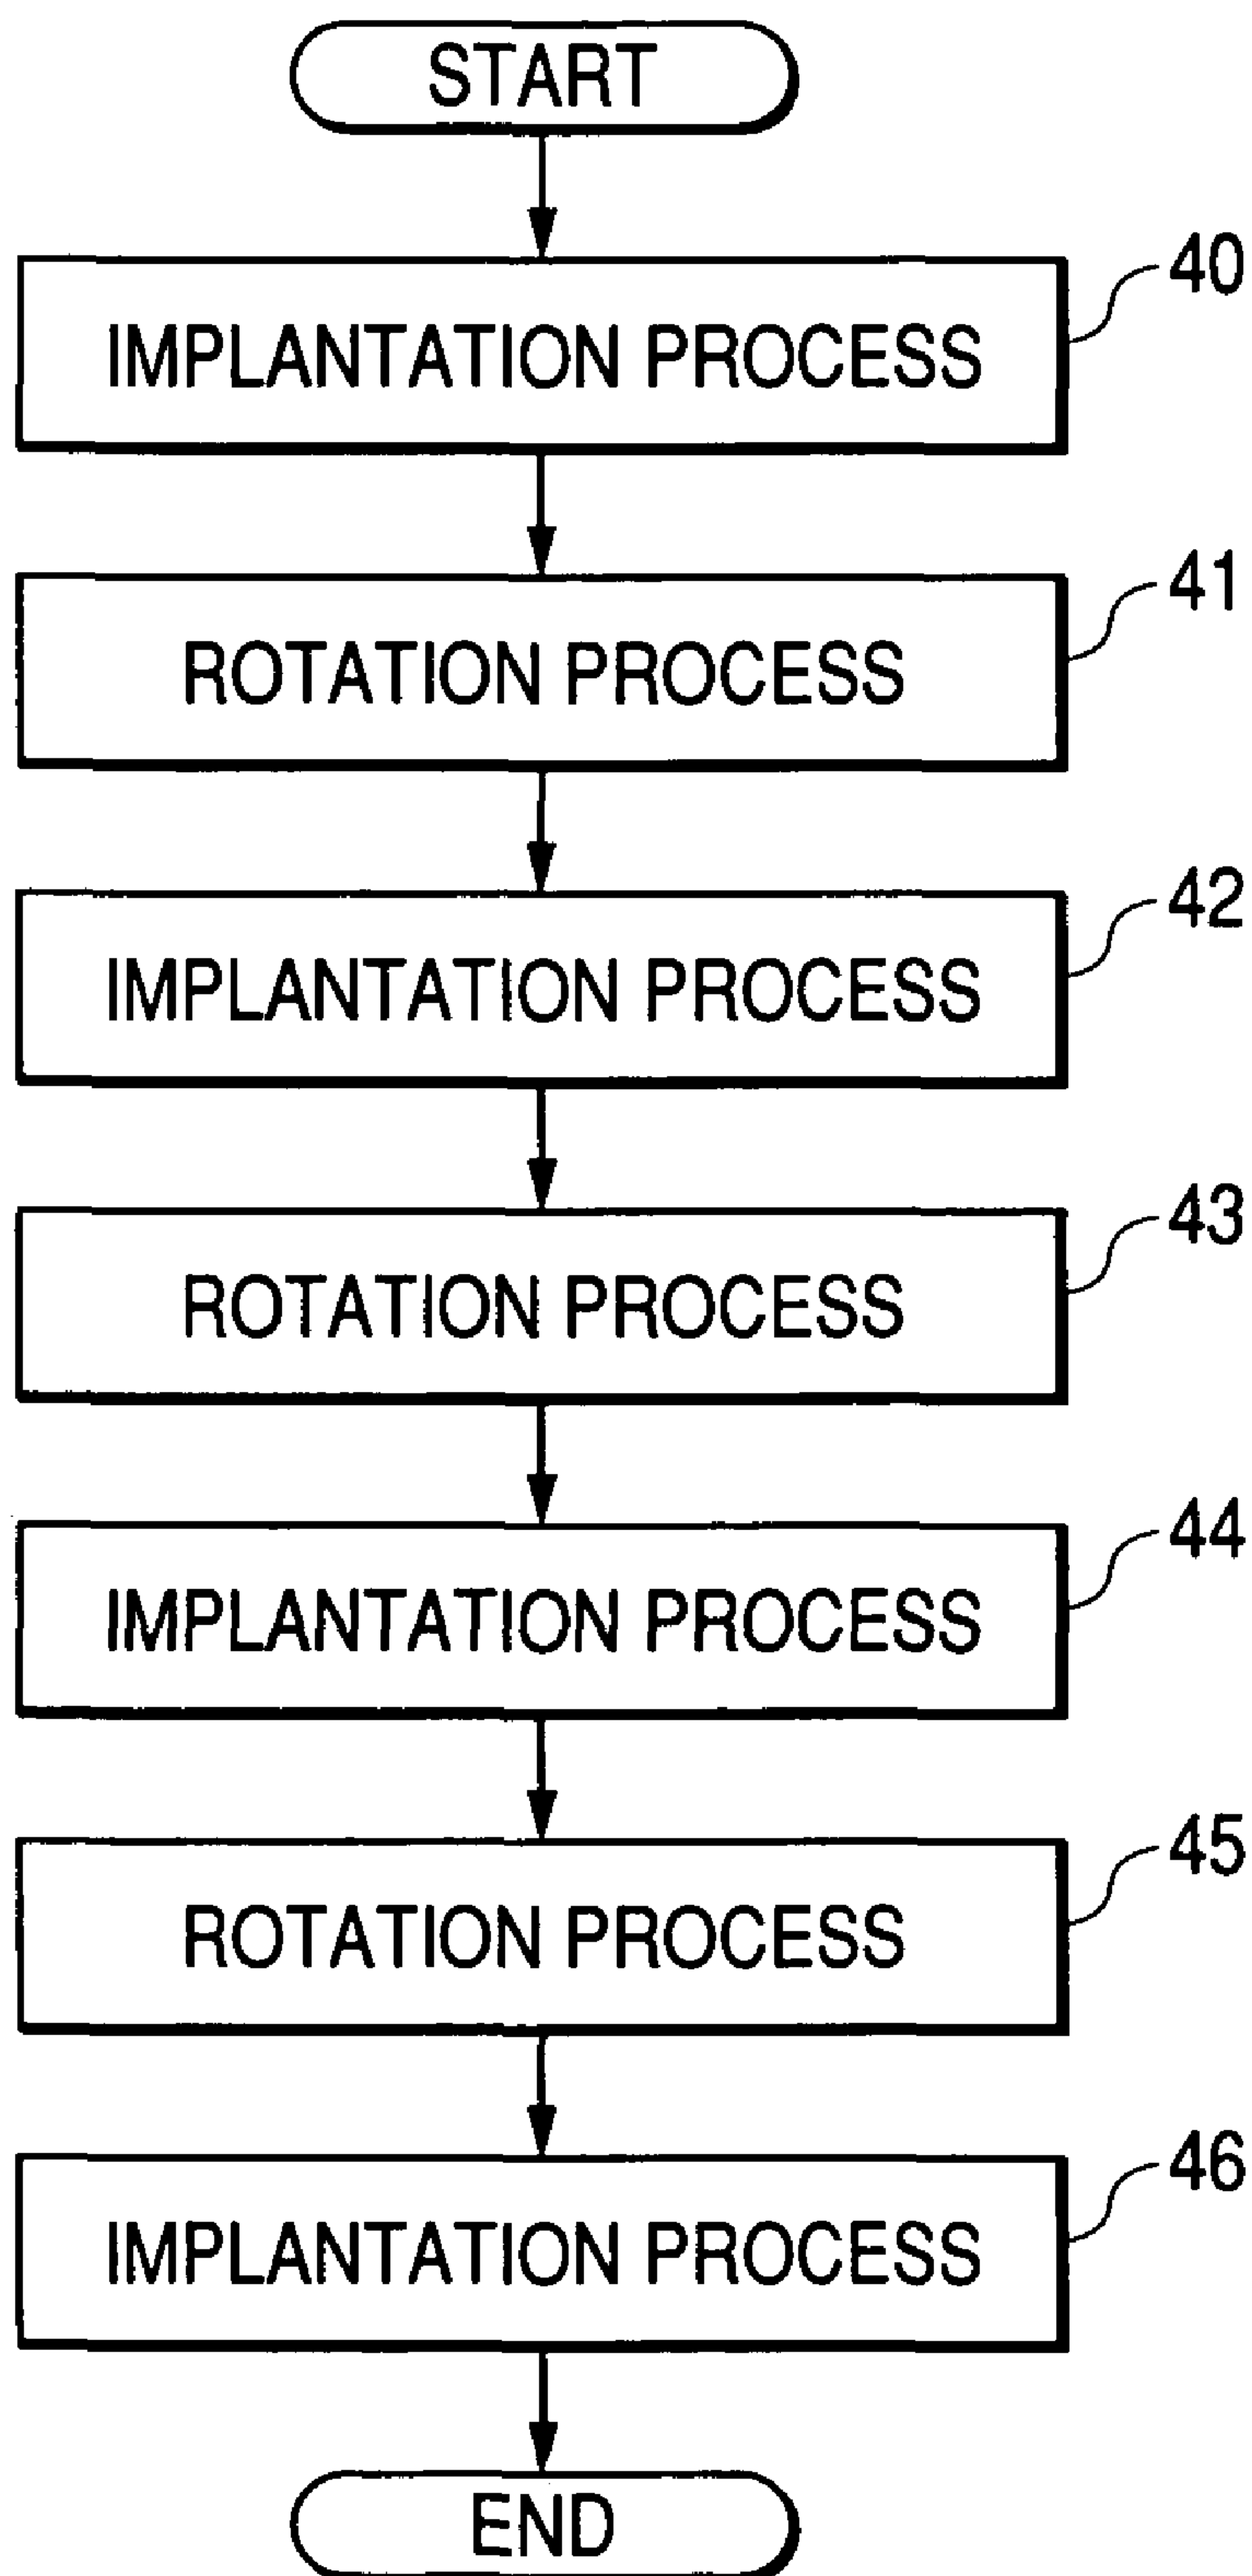 START
IMPLANTATION PROCESS
40
ROTATION PROCESS
41
IMPLANTATION PROCESS
42
ROTATION PROCESS
43
IMPLANTATION PROCESS
44
ROTATION PROCESS
45
IMPLANTATION PROCESS
46
END